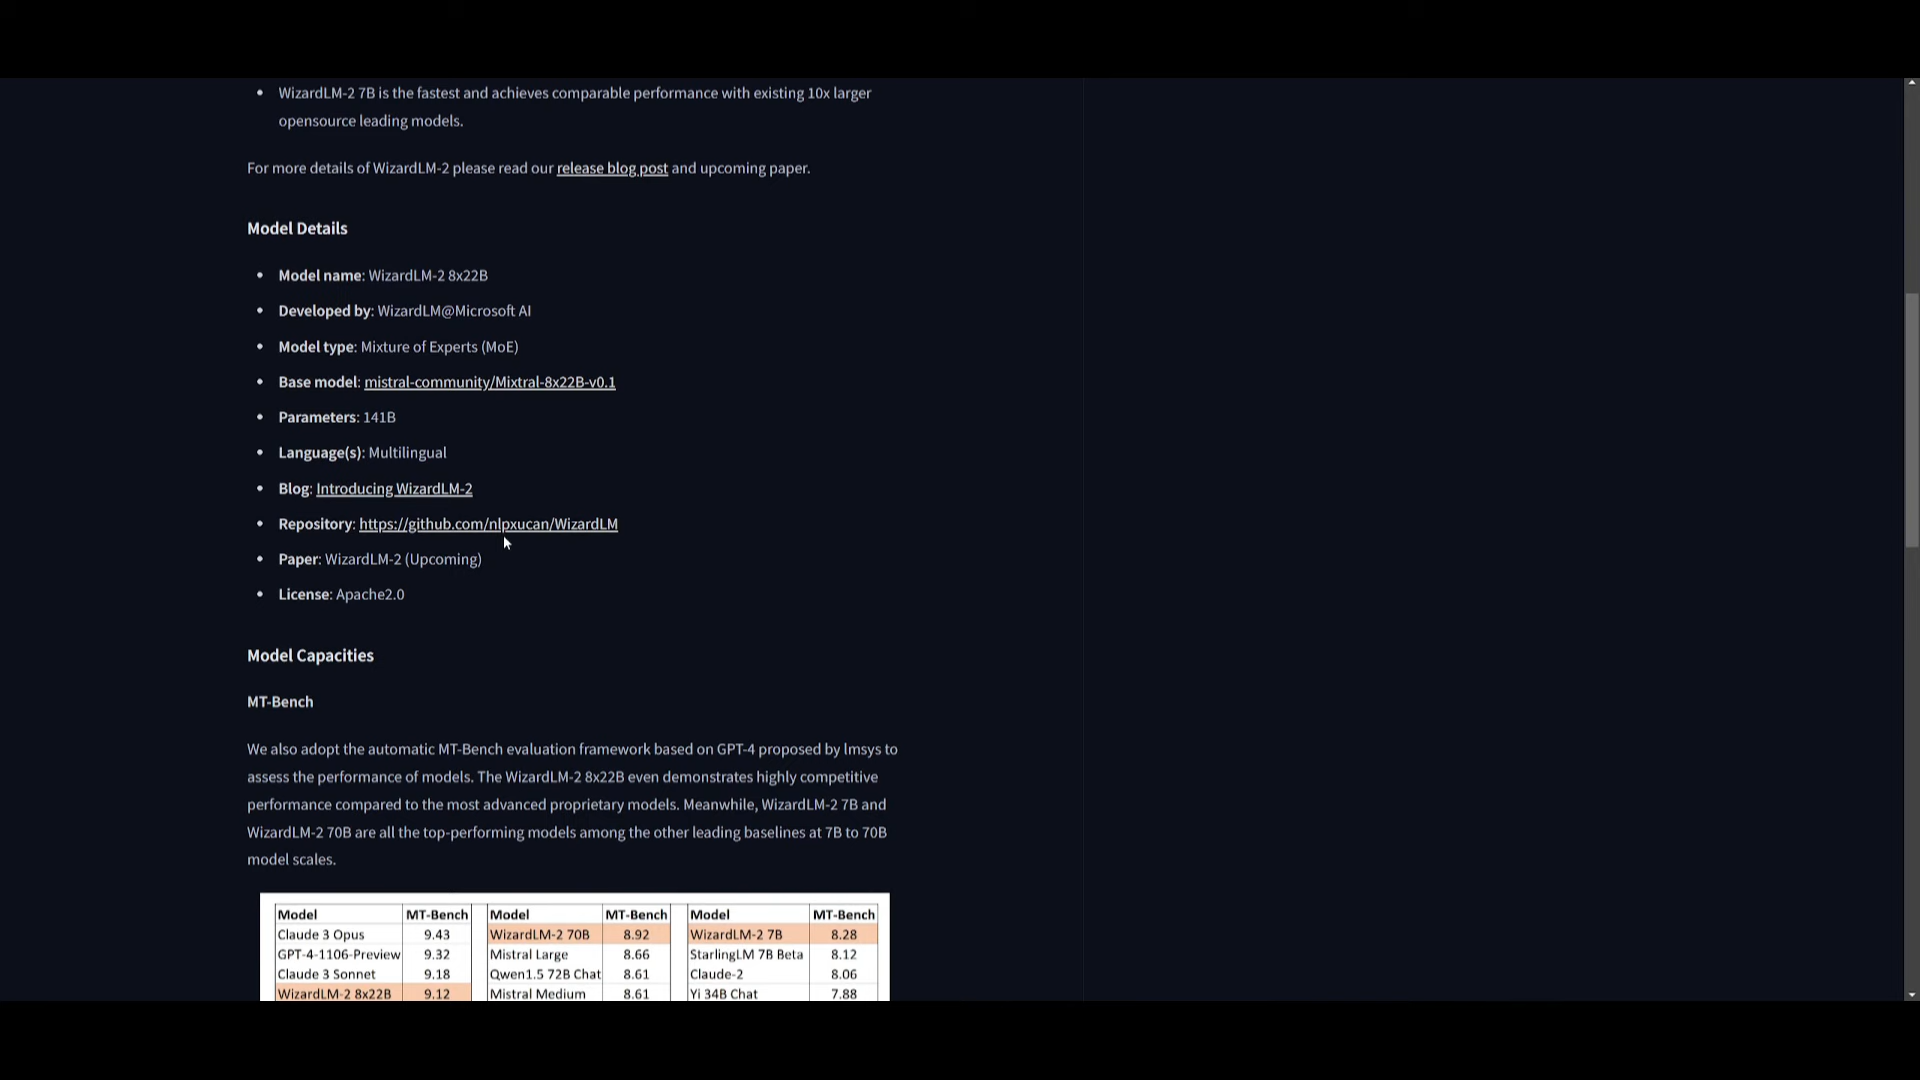 • WizardLM-2 7B is the fastest and achieves comparable performance with existing 10x larger
opensource leading models.
For more details of WizardLM-2 please read our release blog post and upcoming paper.
Model Details
• Model name: WizardLM-2 8x22B
• Developed by: WizardLM@Microsoft AI
• Model type: Mixture of Experts (MoE)
• Base model: mistral-community/Mixtral-8x22B-v0.1
• Parameters: 141B
• Language(s): Multilingual
• Blog: Introducing WizardLM-2
• Repository: https://github.com/nlpxucan/WizardLM
• Paper: WizardLM-2 (Upcoming)
• License: Apache2.0
Model Capacities
MT-Bench
We also adopt the automatic MT-Bench evaluation framework based on GPT-4 proposed by lmsys to
assess the performance of models. The WizardLM-2 8x22B even demonstrates highly competitive
performance compared to the most advanced proprietary models. Meanwhile, WizardLM-2 7B and
WizardLM-2 70B are all the top-performing models among the other leading baselines at 7B to 70B
model scales.
Model MT-Bench Model MT-Bench Model MT-Bench
Claude 3 Opus 9.43 WizardLM-2 70B 8.92 WizardLM-2 7B 8.28
GPT-4-1106-Preview 9.32 Mistral Large 8.66 StarlingLM 7B Beta 8.12
Claude 3 Sonnet 9.18 Qwen1.5 72B Chat 8.61 Claude-2 8.06
WizardLM-2 8x22B 9.12 Mistral Medium 8.61 Yi 34B Chat 7.88